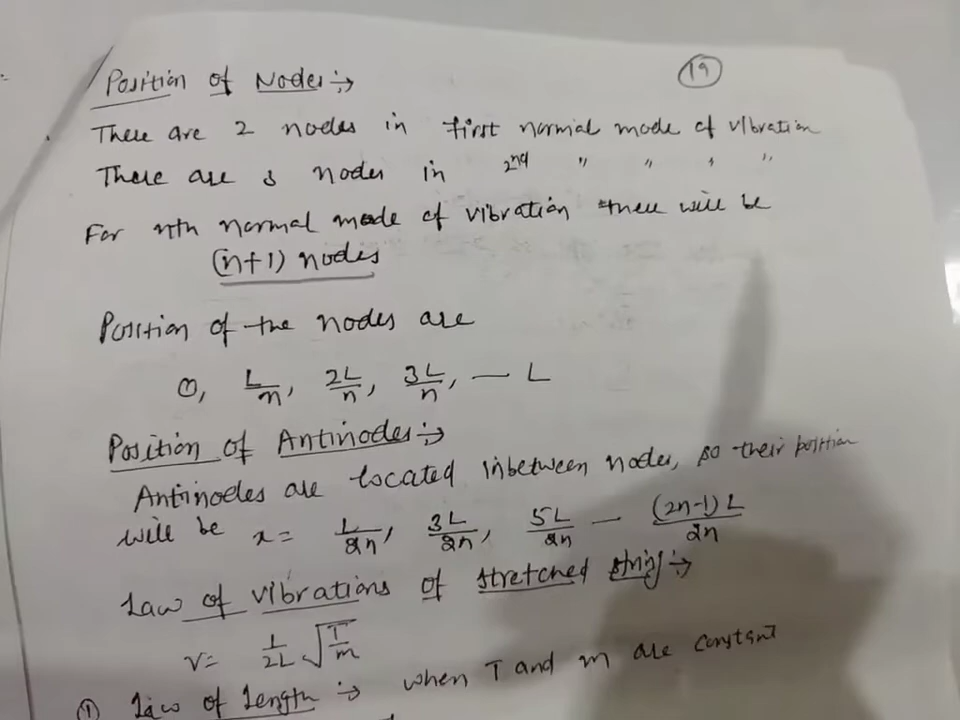 19
Position of Nodes :->
There are 2 nodes in first normal mode of vibration
There are 3 nodes in 2nd " " " "
For nth normal mode of vibration there will be
(n+1) nodes
Position of the nodes are
0, L/n, 2L/n, 3L/n, — L
Position of Antinodes :->
Antinodes are located inbetween nodes, so their position
will be x = L/2n, 3L/2n, 5L/2n — (2n-1)L/2n
Law of vibrations of stretched string :->
ν = 1/2L √T/m
① Law of Length :-> when T and m are constant